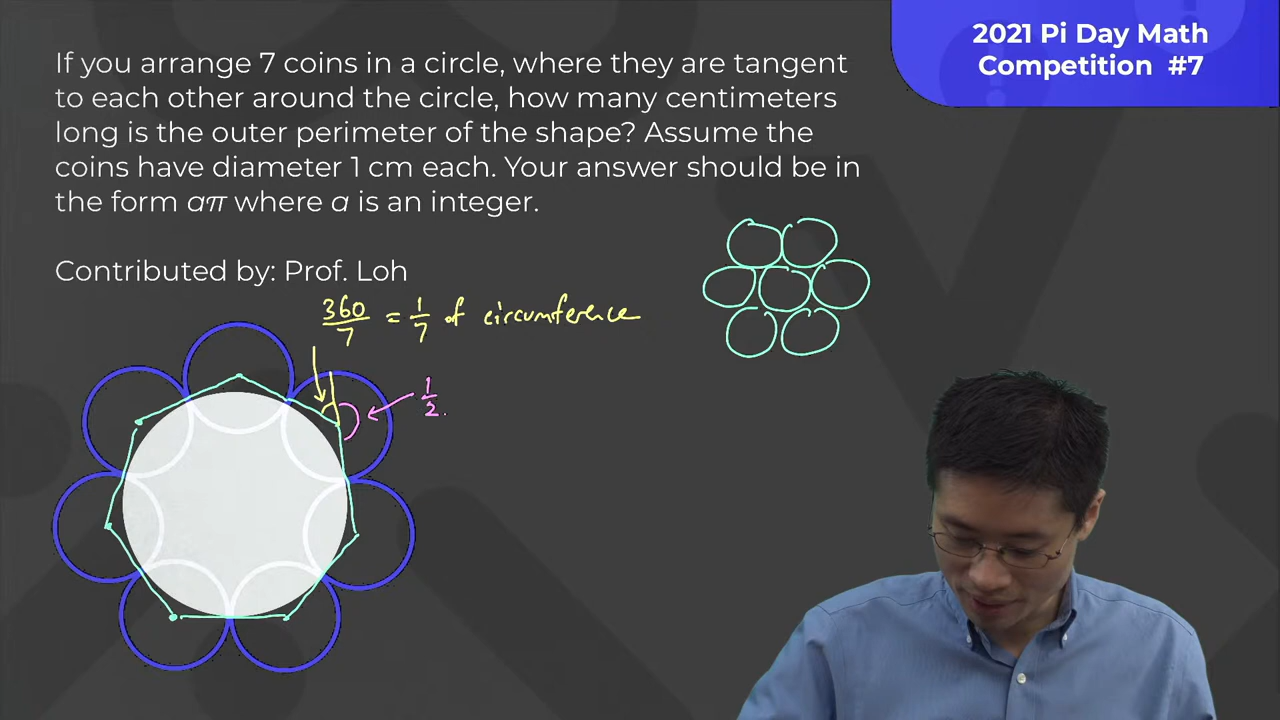 If you arrange 7 coins in a circle, where they are tangent
to each other around the circle, how many centimeters
long is the outer perimeter of the shape? Assume the
coins have diameter 1 cm each. Your answer should be in
the form aπ where a is an integer.
Contributed by: Prof. Loh
2021 Pi Day Math
Competition #7
360/7 = 1/7 of circumference
1/2.